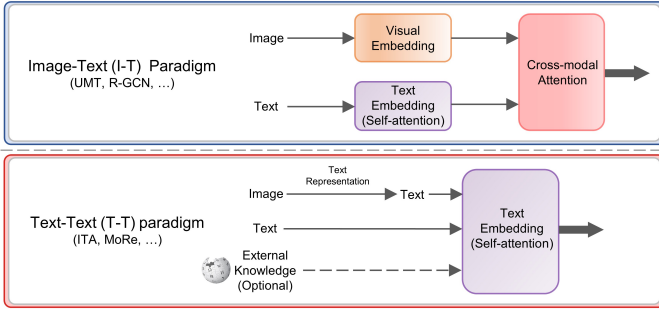 Image-Text (I-T) Paradigm
(UMT, R-GCN, …)
Image
Visual
Embedding
Text
Text
Embedding
(Self-attention)
Cross-modal
Attention
Text-Text (T-T) paradigm
(ITA, MoRe, …)
Image
Text
Representation
Text
Text
External
Knowledge
(Optional)
Text
Embedding
(Self-attention)